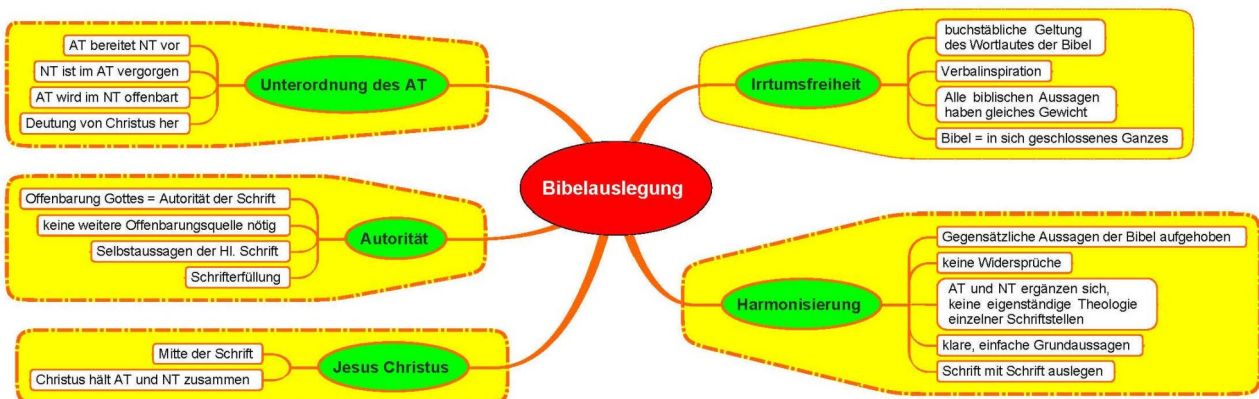 Bibelauslegung
Unterordnung des AT
AT bereitet NT vor
NT ist im AT vergorgen
AT wird im NT offenbart
Deutung von Christus her
Autorität
Offenbarung Gottes = Autorität der Schrift
keine weitere Offenbarungsquelle nötig
Selbstaussagen der Hl. Schrift
Schrifterfüllung
Jesus Christus
Mitte der Schrift
Christus hält AT und NT zusammen
Irrtumsfreiheit
buchstäbliche Geltung
des Wortlautes der Bibel
Verbalinspiration
Alle biblischen Aussagen
haben gleiches Gewicht
Bibel = in sich geschlossenes Ganzes
Harmonisierung
Gegensätzliche Aussagen der Bibel aufgehoben
keine Widersprüche
AT und NT ergänzen sich,
keine eigenständige Theologie
einzelner Schriftstellen
klare, einfache Grundaussagen
Schrift mit Schrift auslegen